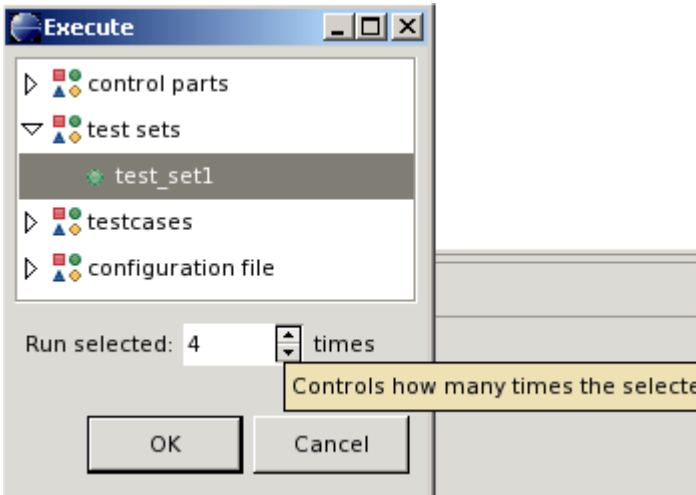 Execute
control parts
test sets
test_set1
testcases
configuration file
Run selected: 4 times
Controls how many times the
OK Cancel